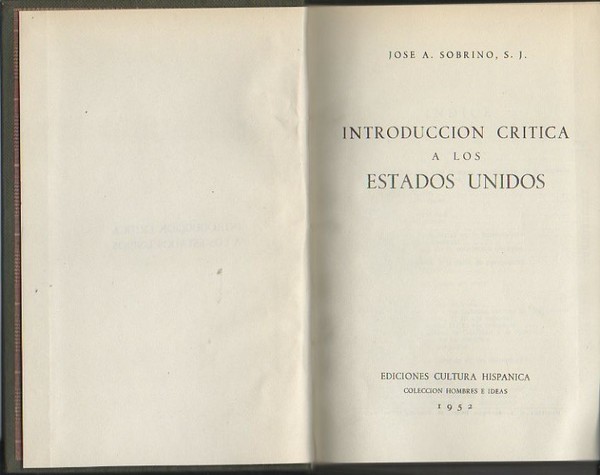 JOSE A. SOBRINO, S. J.
INTRODUCCION CRITICA
A LOS
ESTADOS UNIDOS
EDICIONES CULTURA HISPANICA
COLECCION HOMBRES E IDEAS
1952